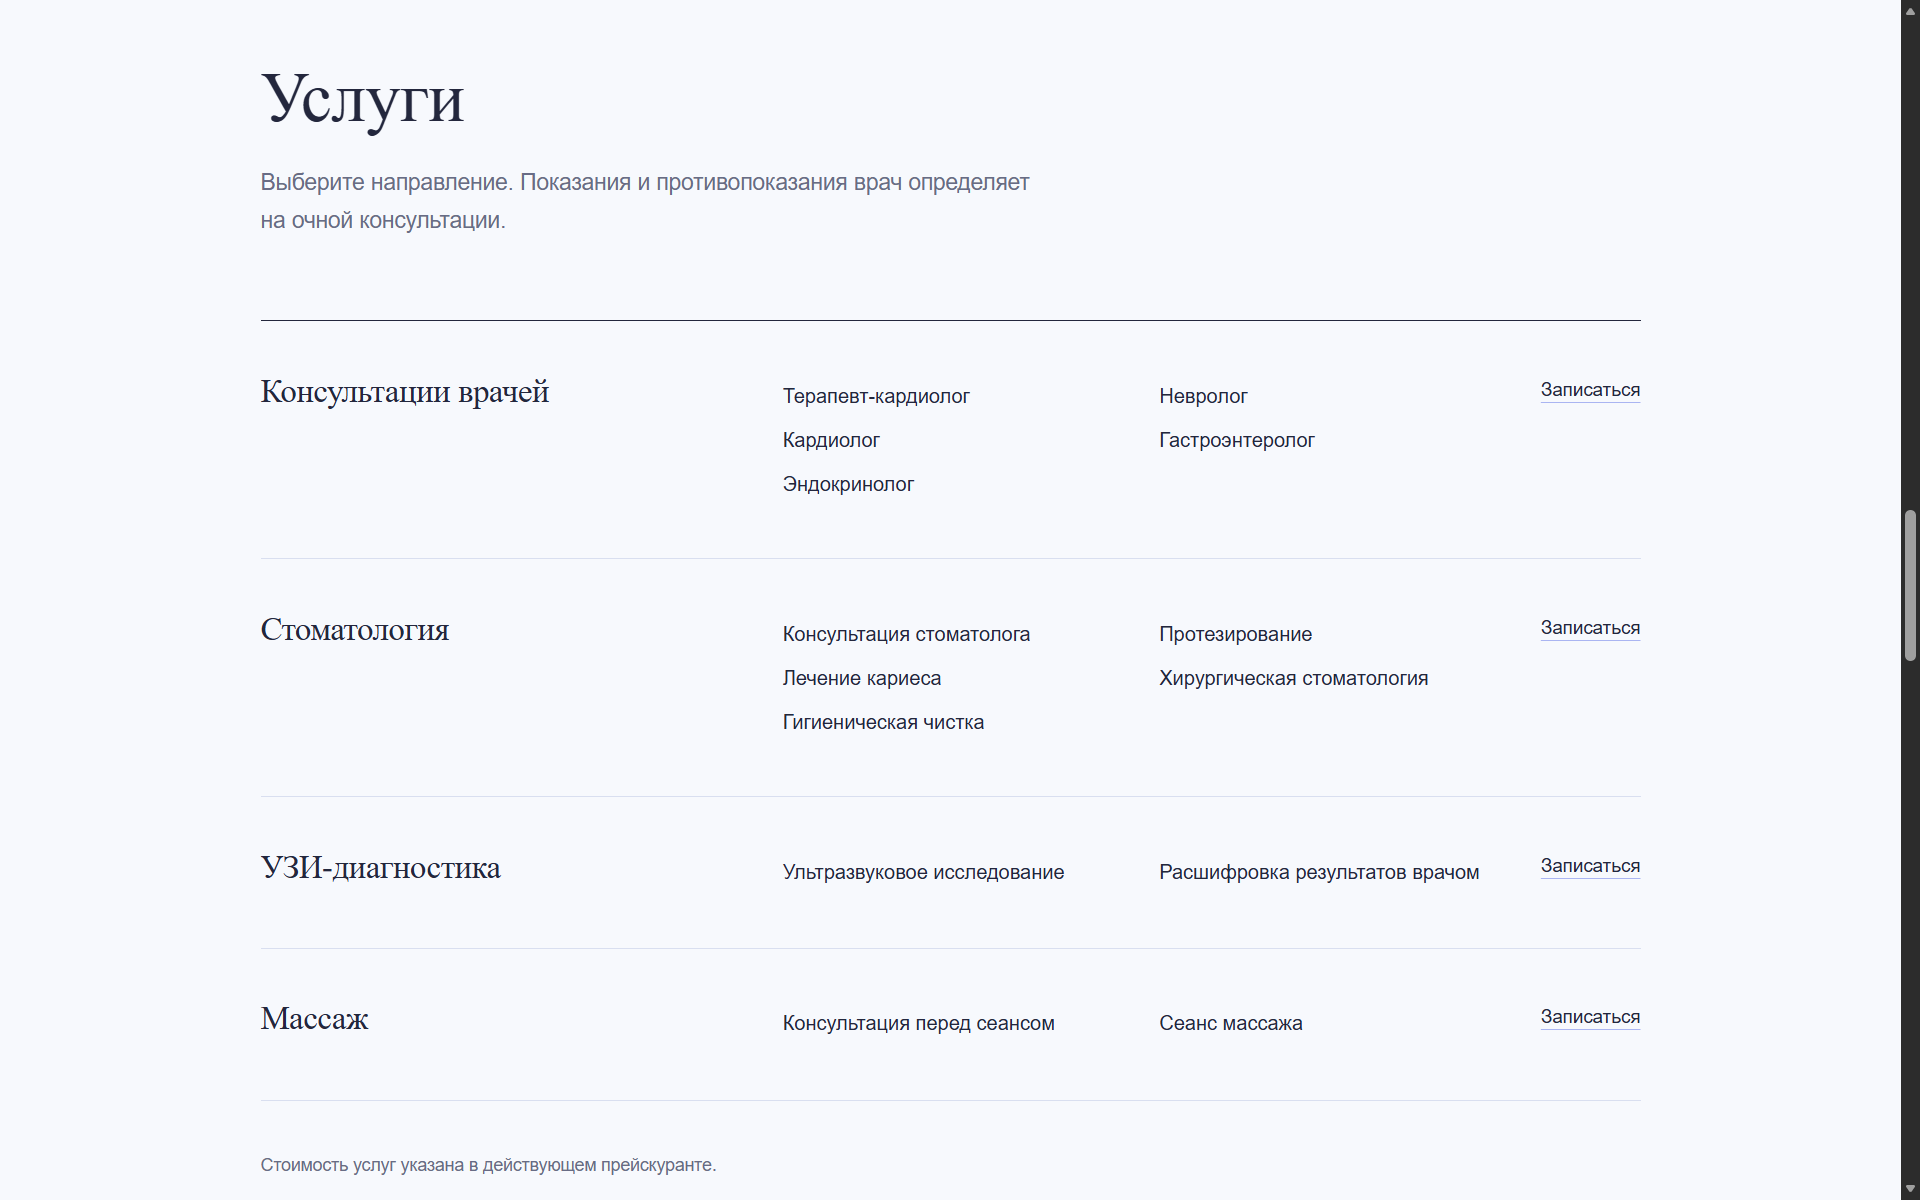 Услуги
Выберите направление. Показания и противопоказания врач определяет
на очной консультации.
Консультации врачей
Терапевт-кардиолог
Кардиолог
Эндокринолог
Невролог
Гастроэнтеролог
Записаться
Стоматология
Консультация стоматолога
Лечение кариеса
Гигиеническая чистка
Протезирование
Хирургическая стоматология
Записаться
УЗИ-диагностика
Ультразвуковое исследование
Расшифровка результатов врачом
Записаться
Массаж
Консультация перед сеансом
Сеанс массажа
Записаться
Стоимость услуг указана в действующем прейскуранте.